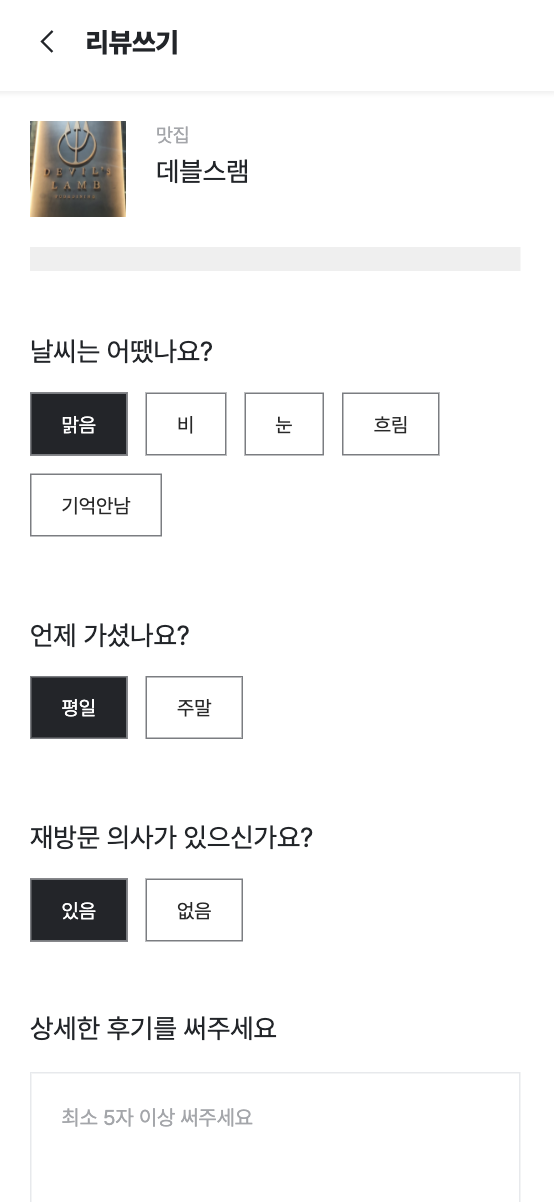 리뷰쓰기
맛집
데블스램
DEVIL'S
LAMB
날씨는 어땠나요?
맑음
비
눈
흐림
기억안남
언제 가셨나요?
평일
주말
재방문 의사가 있으신가요?
있음
없음
상세한 후기를 써주세요
최소 5자 이상 써주세요